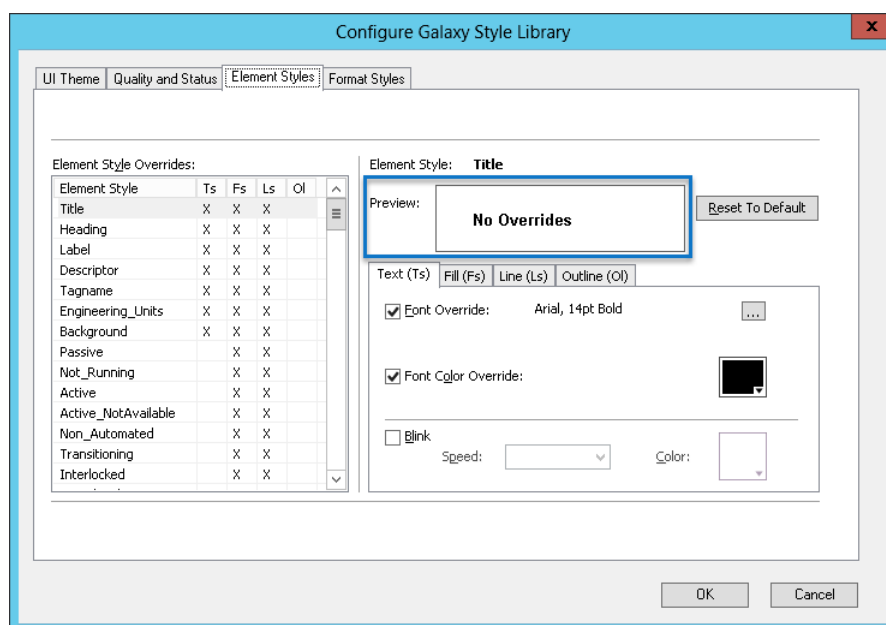 Configure Galaxy Style Library
x
UI Theme Quality and Status Element Styles Format Styles
Element Style Overrides:
Element Style Ts Fs Ls Ol
Title X X X
Heading X X X
Label X X X
Descriptor X X X
Tagname X X X
Engineering_Units X X X
Background X X X
Passive X X
Not_Running X X
Active X X
Active_NotAvailable X X
Non_Automated X X
Transitioning X X
Interlocked X X
Element Style: Title
Preview:
No Overrides
Reset To Default
Text (Ts) Fill (Fs) Line (Ls) Outline (Ol)
Font Override: Arial, 14pt Bold ...
Font Color Override:
Blink
Speed: Color:
OK Cancel